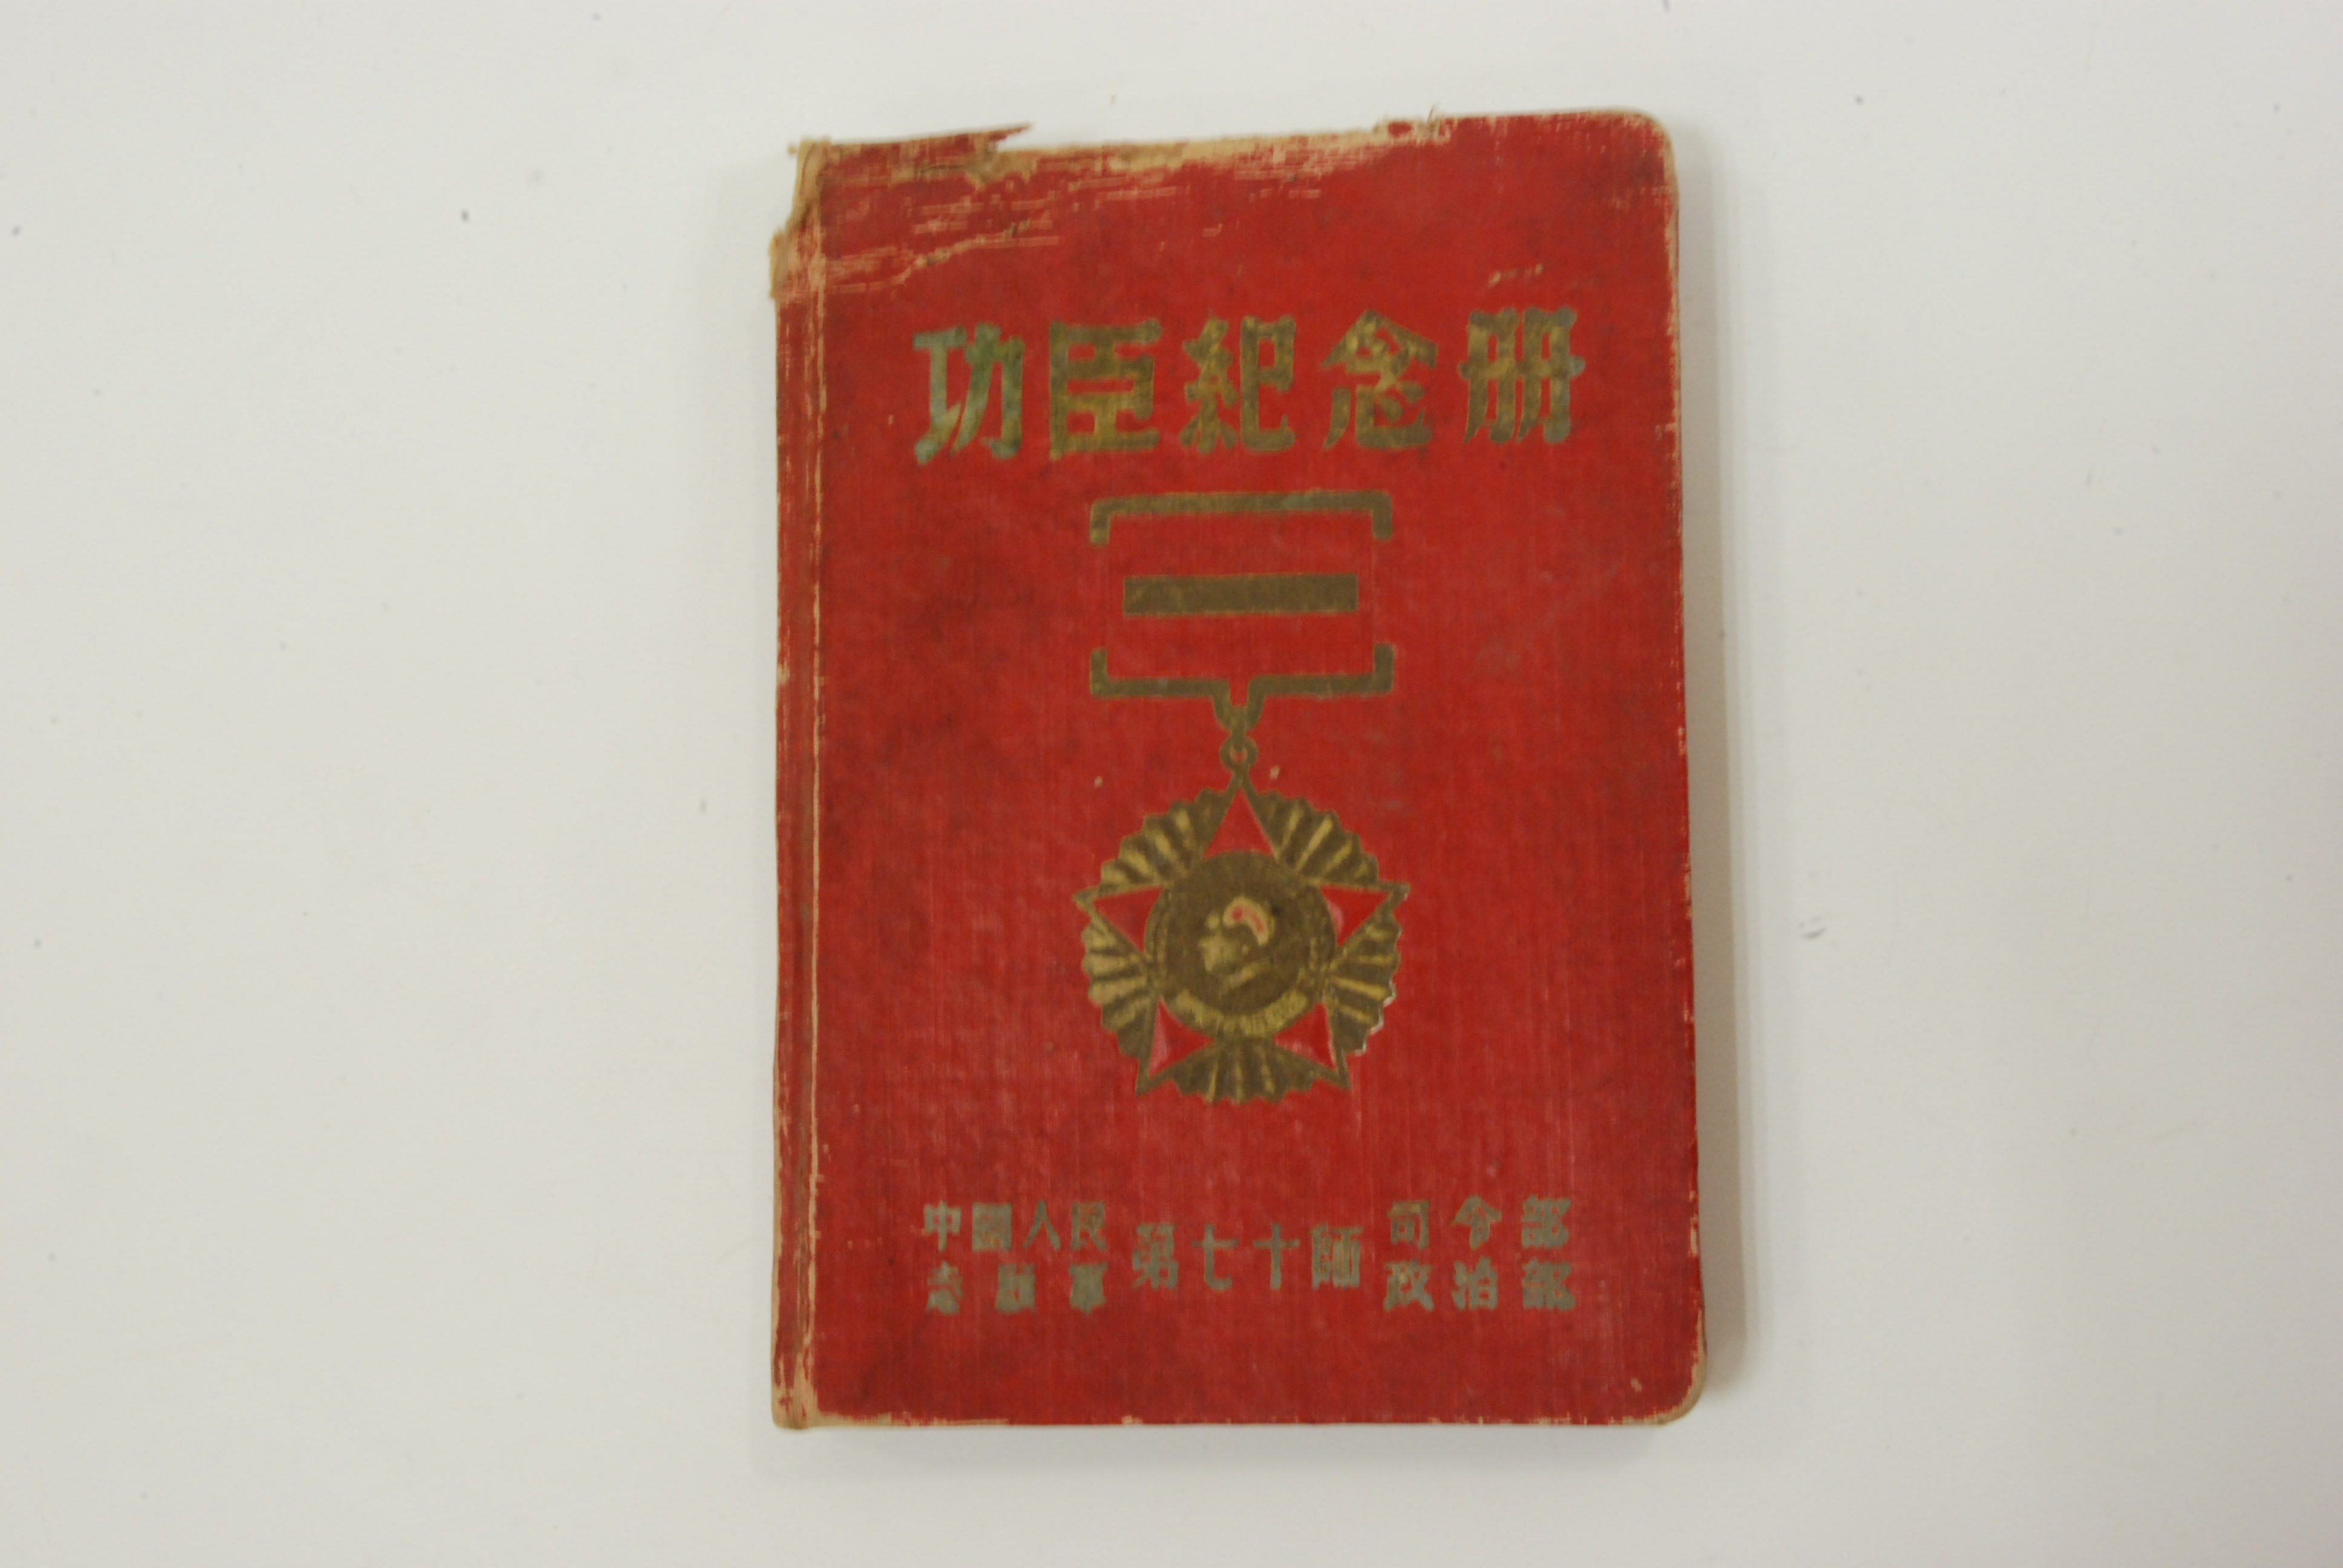 功臣紀念册
中國人民
志願軍
第七十師
司令部
政治部